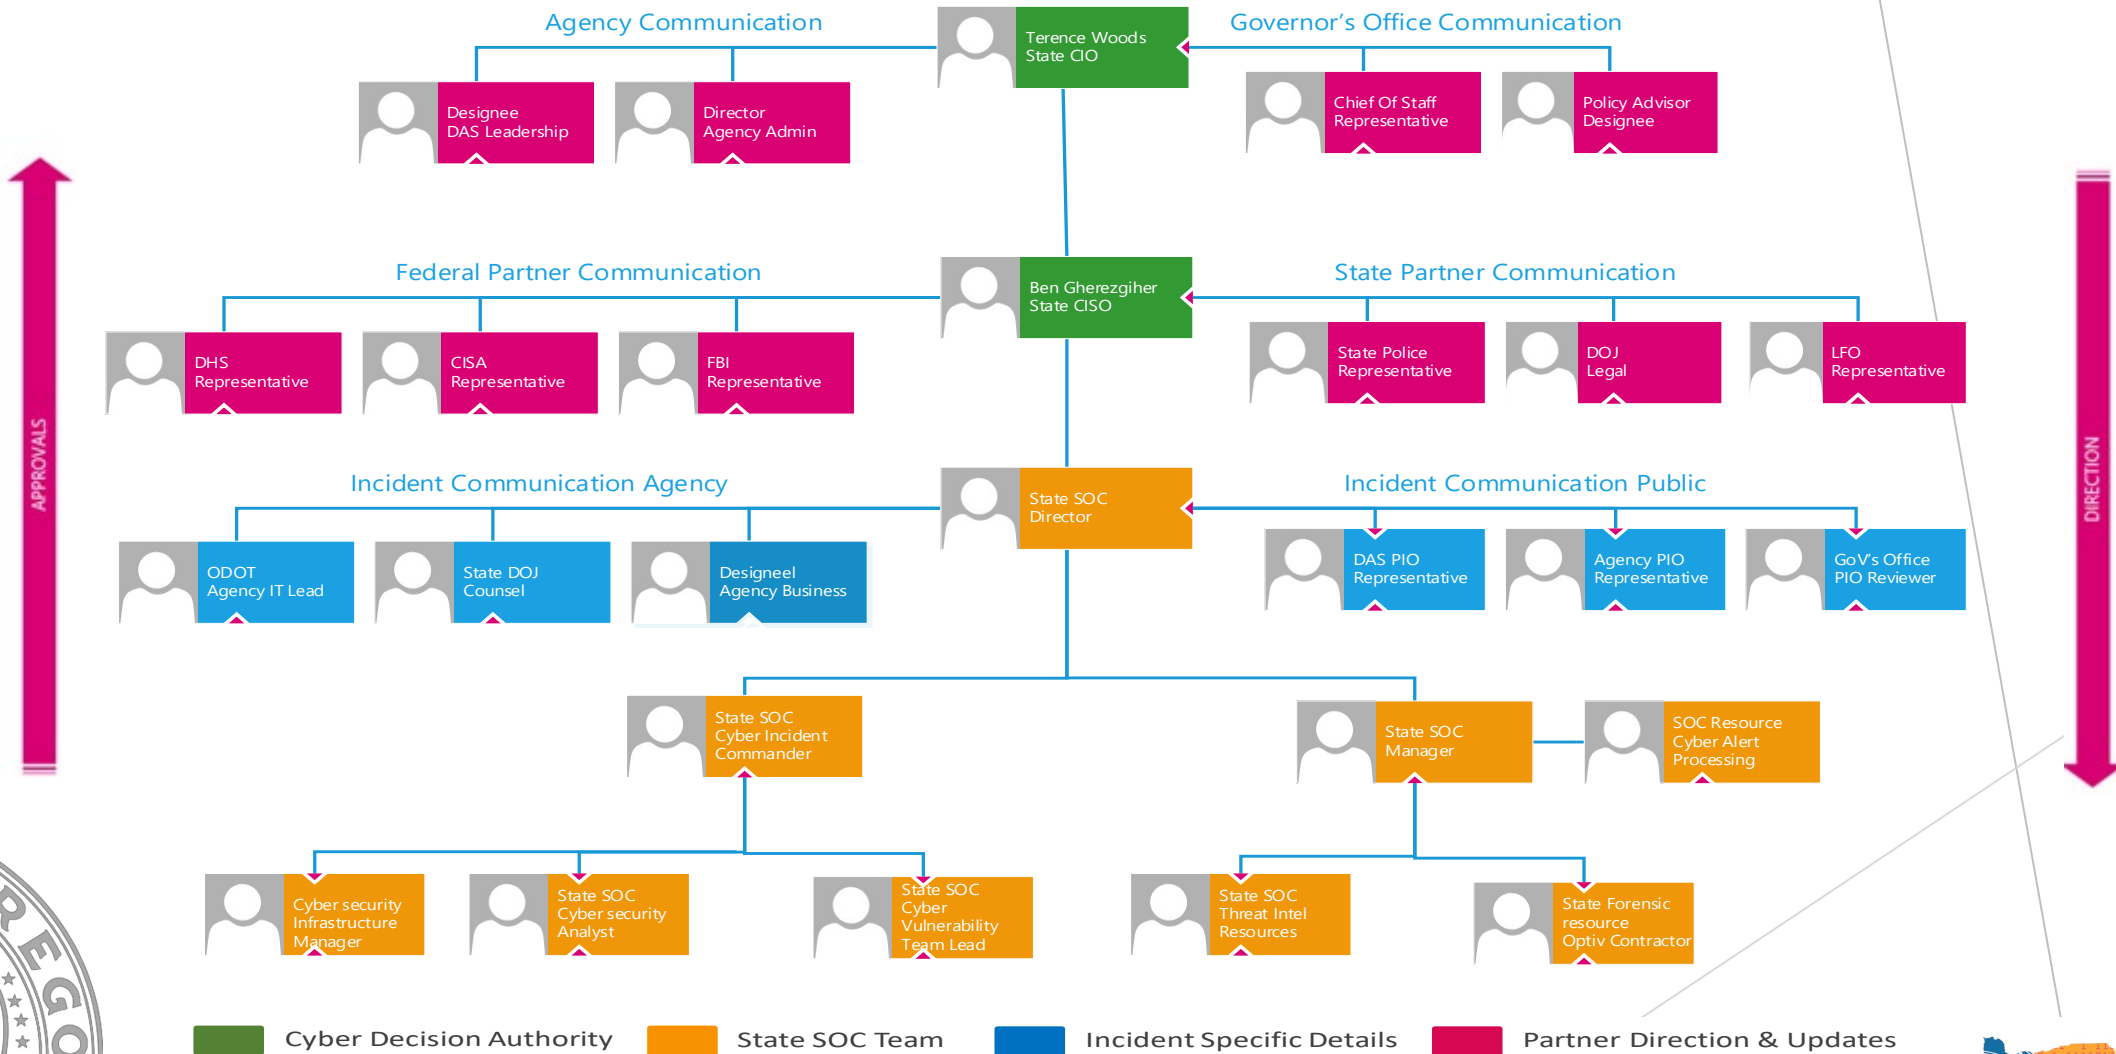 Agency Communication
Governor's Office Communication
Terence Woods
State CIO
Designee
DAS Leadership
Director
Agency Admin
Chief Of Staff
Representative
Policy Advisor
Designee
APPROVALS
DIRECTION
Federal Partner Communication
State Partner Communication
Ben Gherezgiher
State CISO
DHS
Representative
CISA
Representative
FBI
Representative
State Police
Representative
DOJ
Legal
LFO
Representative
Incident Communication Agency
Incident Communication Public
State SOC
Director
ODOT
Agency IT Lead
State DOJ
Counsel
Designeel
Agency Business
DAS PIO
Representative
Agency PIO
Representative
GoV's Office
PIO Reviewer
State SOC
Cyber Incident
Commander
State SOC
Manager
SOC Resource
Cyber Alert
Processing
Cyber security
Infrastructure
Manager
State SOC
Cyber security
Analyst
State SOC
Cyber
Vulnerability
Team Lead
State SOC
Threat Intel
Resources
State Forensic
resource
Optiv Contractor
REGO
Cyber Decision Authority
State SOC Team
Incident Specific Details
Partner Direction & Updates